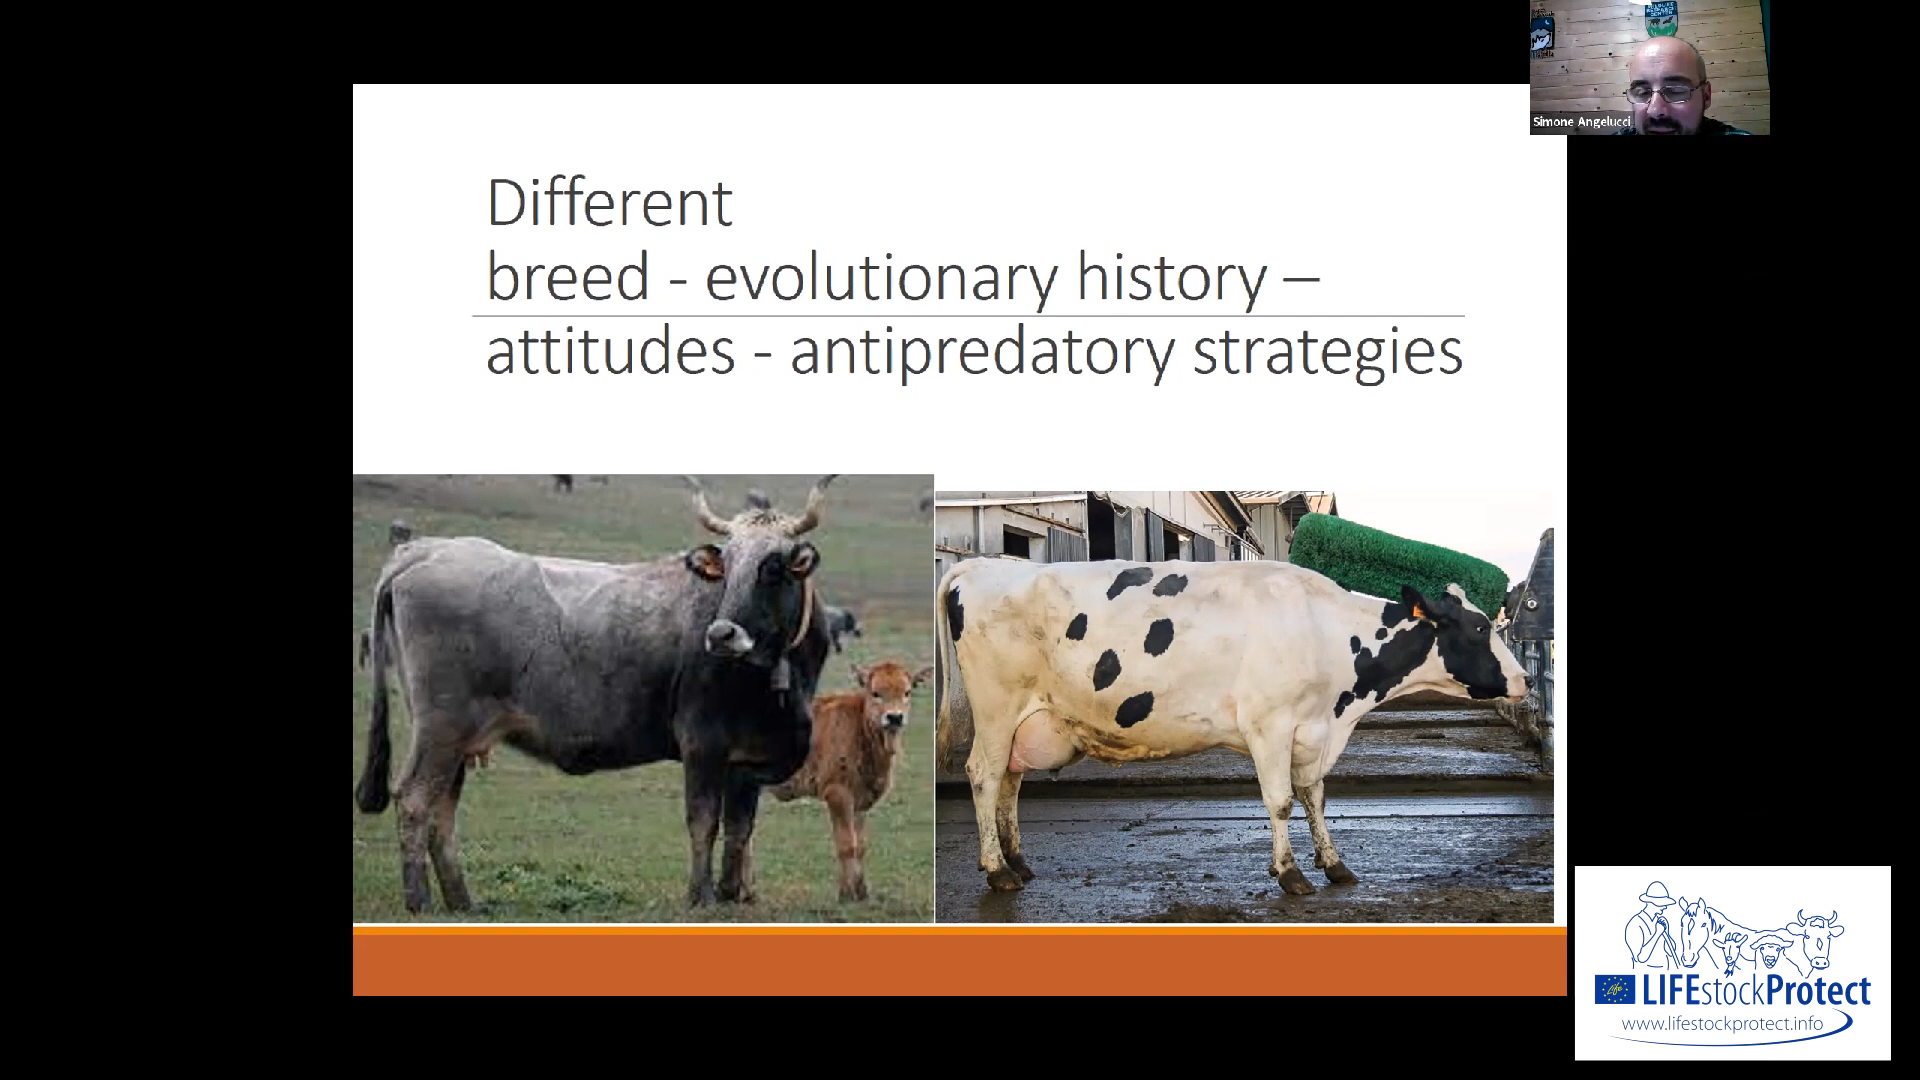 Different
breed - evolutionary history –
attitudes - antipredatory strategies
Simone Angelucci
LIFEstockProtect
www.lifestockprotect.info